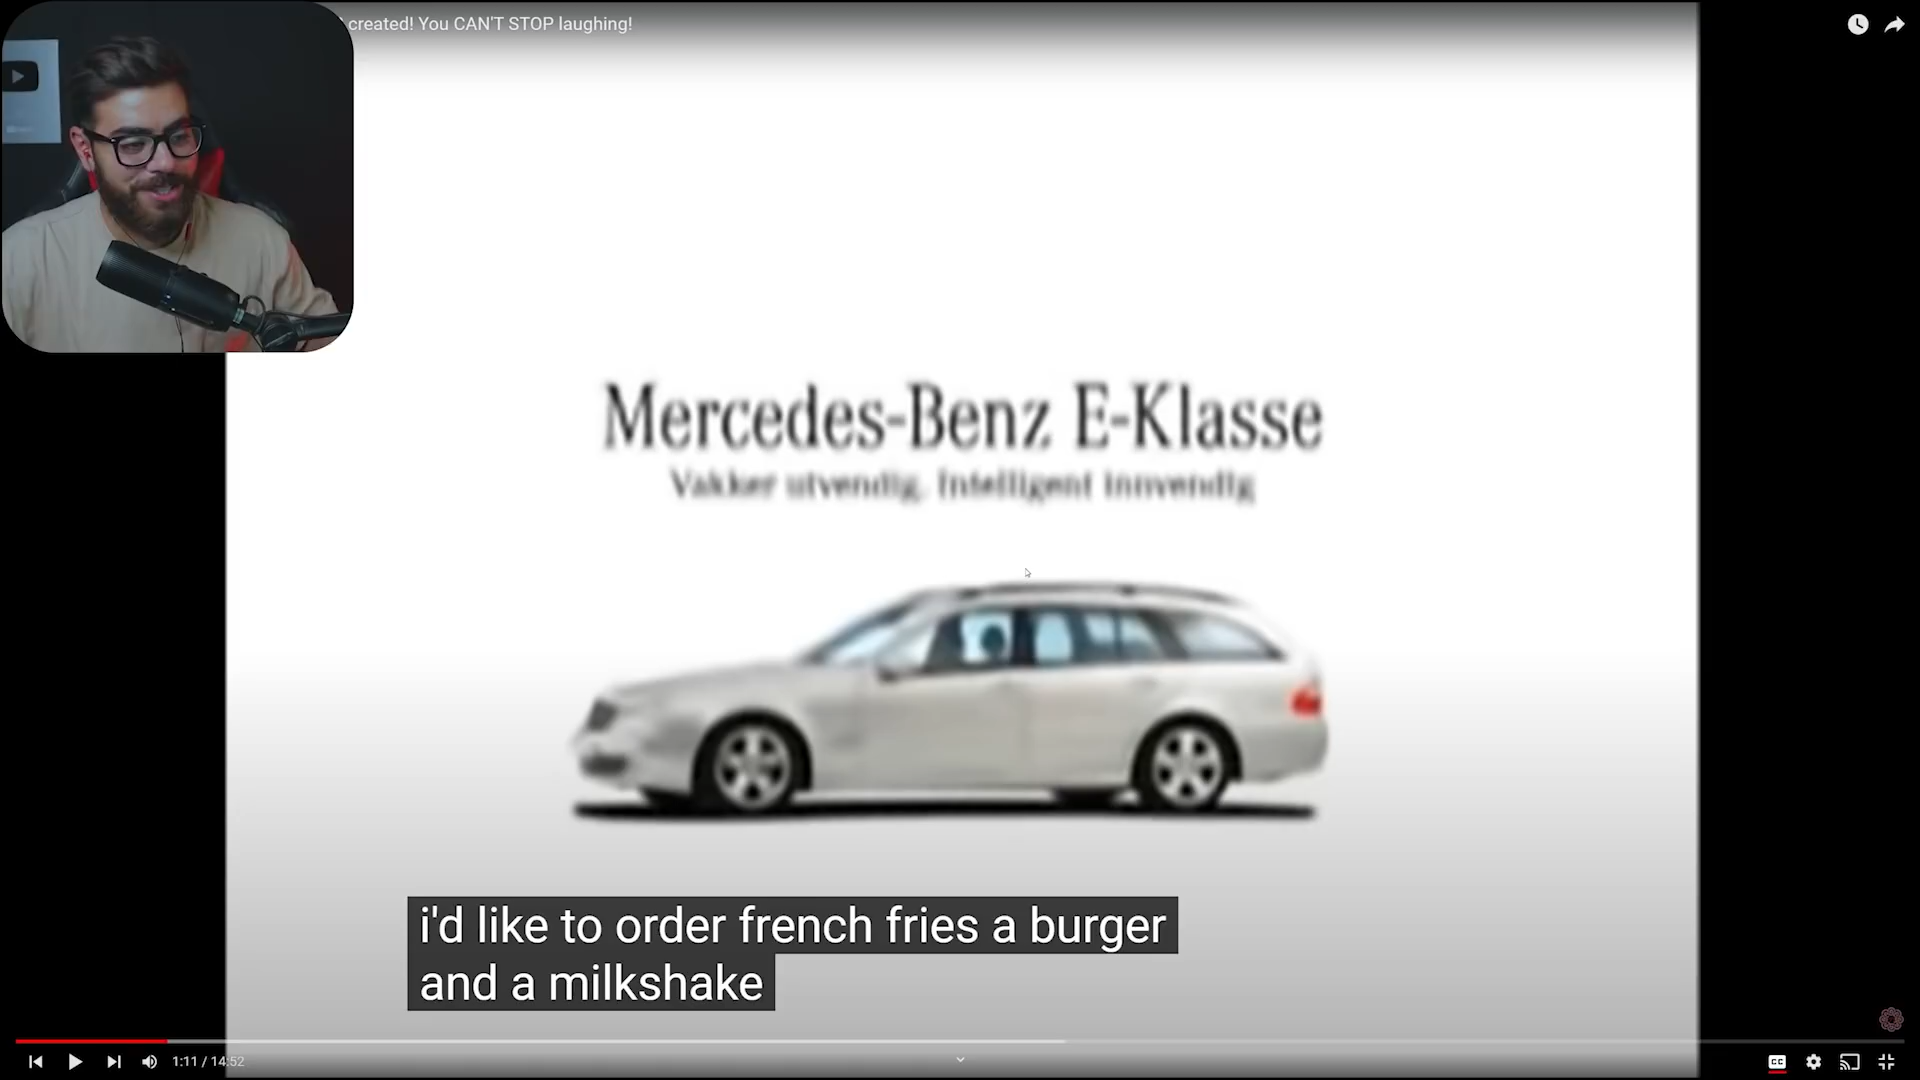 created! You CAN'T STOP laughing!
Mercedes-Benz E-Klasse
Vakker utvendig. Intelligent innvendig
i'd like to order french fries a burger
and a milkshake
1:11 / 14:52
CC